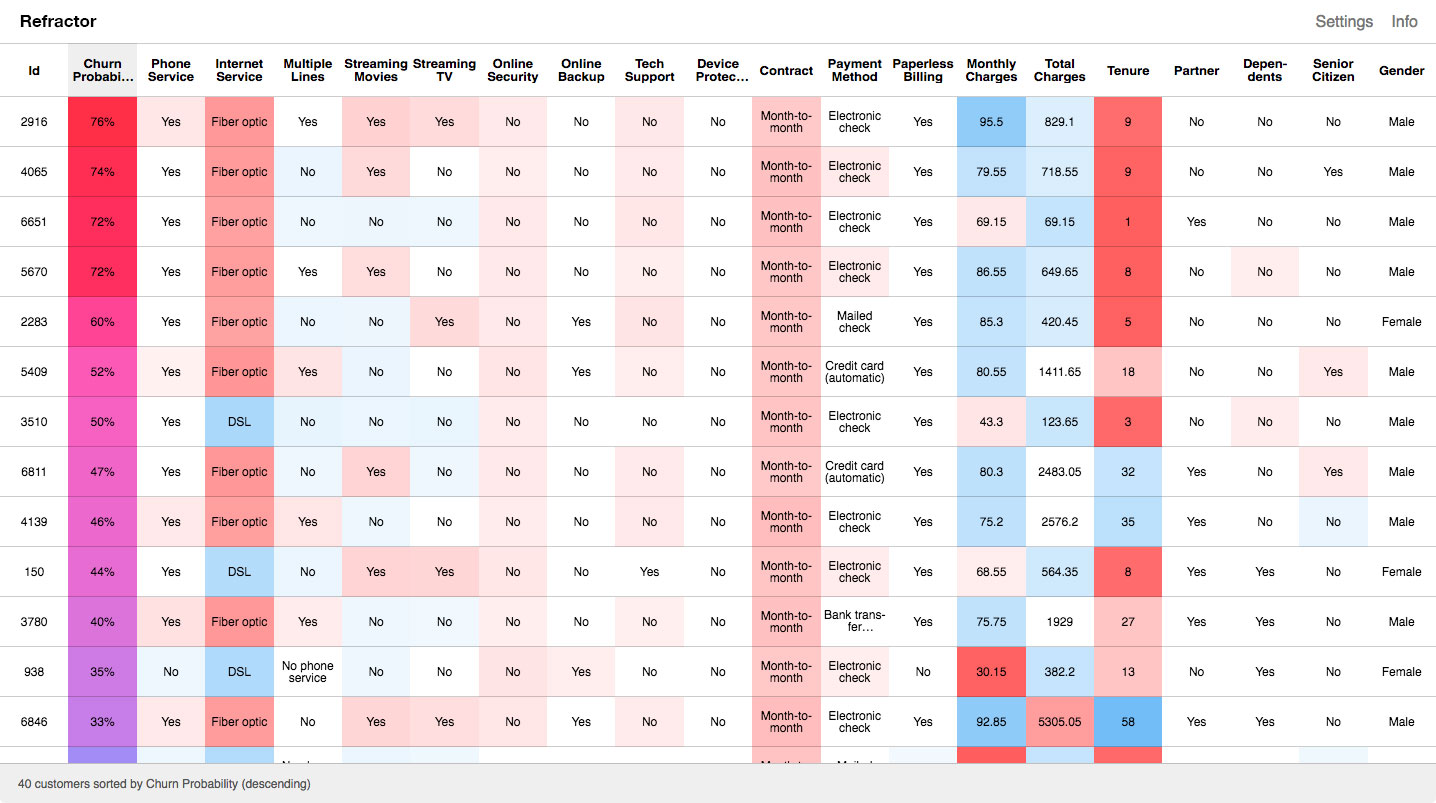 Refractor Settings Info
Id Churn Probabi… Phone Service Internet Service Multiple Lines Streaming Movies Streaming TV Online Security Online Backup Tech Support Device Protec… Contract Payment Method Paperless Billing Monthly Charges Total Charges Tenure Partner Depen-dents Senior Citizen Gender
2916 76% Yes Fiber optic Yes Yes Yes No No No No Month-to-month Electronic check Yes 95.5 829.1 9 No No No Male
4065 74% Yes Fiber optic No Yes No No No No No Month-to-month Electronic check Yes 79.55 718.55 9 No No Yes Male
6651 72% Yes Fiber optic No No No No No No No Month-to-month Electronic check Yes 69.15 69.15 1 Yes No No Male
5670 72% Yes Fiber optic Yes Yes No No No No No Month-to-month Electronic check Yes 86.55 649.65 8 No No No Male
2283 60% Yes Fiber optic No No Yes No Yes No No Month-to-month Mailed check Yes 85.3 420.45 5 No No No Female
5409 52% Yes Fiber optic Yes No No No Yes No No Month-to-month Credit card (automatic) Yes 80.55 1411.65 18 No No Yes Male
3510 50% Yes DSL No No No No No No No Month-to-month Electronic check Yes 43.3 123.65 3 No No No Male
6811 47% Yes Fiber optic No Yes No No No No No Month-to-month Credit card (automatic) Yes 80.3 2483.05 32 Yes No Yes Male
4139 46% Yes Fiber optic Yes No No No No No No Month-to-month Electronic check Yes 75.2 2576.2 35 Yes No No Male
150 44% Yes DSL No Yes Yes No No Yes No Month-to-month Electronic check Yes 68.55 564.35 8 Yes Yes No Female
3780 40% Yes Fiber optic Yes No No No No No No Month-to-month Bank trans-fer… Yes 75.75 1929 27 Yes Yes No Male
938 35% No DSL No phone service No No No Yes No No Month-to-month Electronic check No 30.15 382.2 13 No Yes No Female
6846 33% Yes Fiber optic No Yes Yes No Yes No No Month-to-month Electronic check Yes 92.85 5305.05 58 Yes Yes No Male
40 customers sorted by Churn Probability (descending)